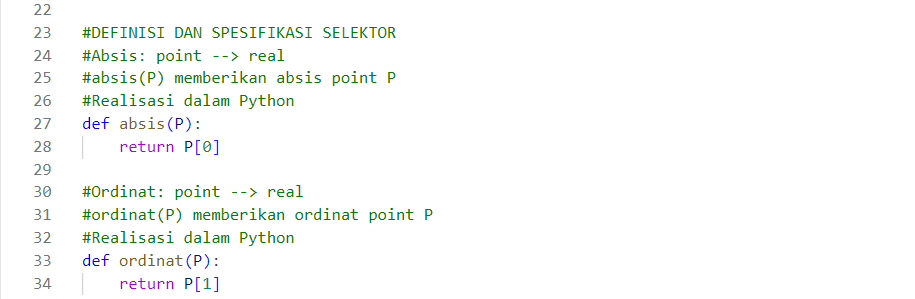 22
23 #DEFINISI DAN SPESIFIKASI SELEKTOR
24 #Absis: point --> real
25 #absis(P) memberikan absis point P
26 #Realisasi dalam Python
27 def absis(P):
28     return P[0]
29
30 #Ordinat: point --> real
31 #ordinat(P) memberikan ordinat point P
32 #Realisasi dalam Python
33 def ordinat(P):
34     return P[1]